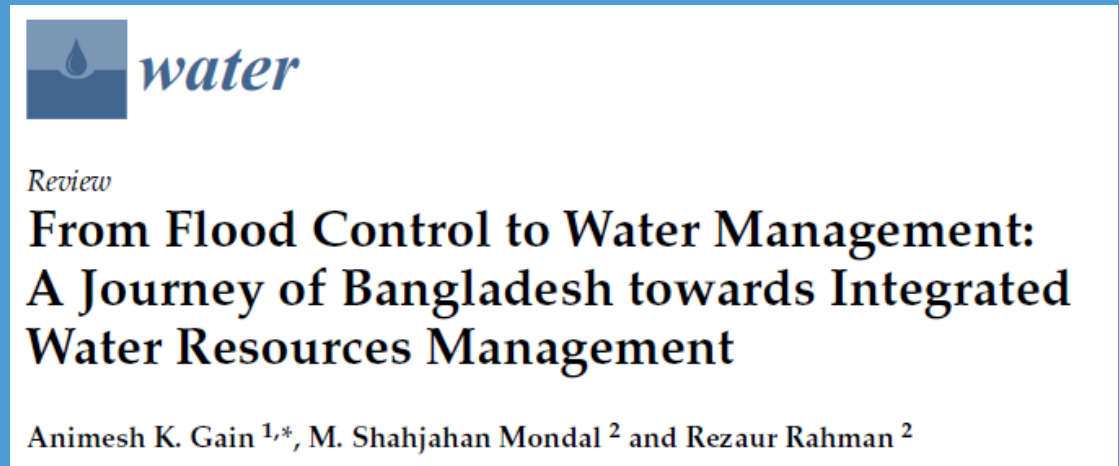 water
Review
From Flood Control to Water Management:
A Journey of Bangladesh towards Integrated
Water Resources Management
Animesh K. Gain 1,*, M. Shahjahan Mondal 2 and Rezaur Rahman 2